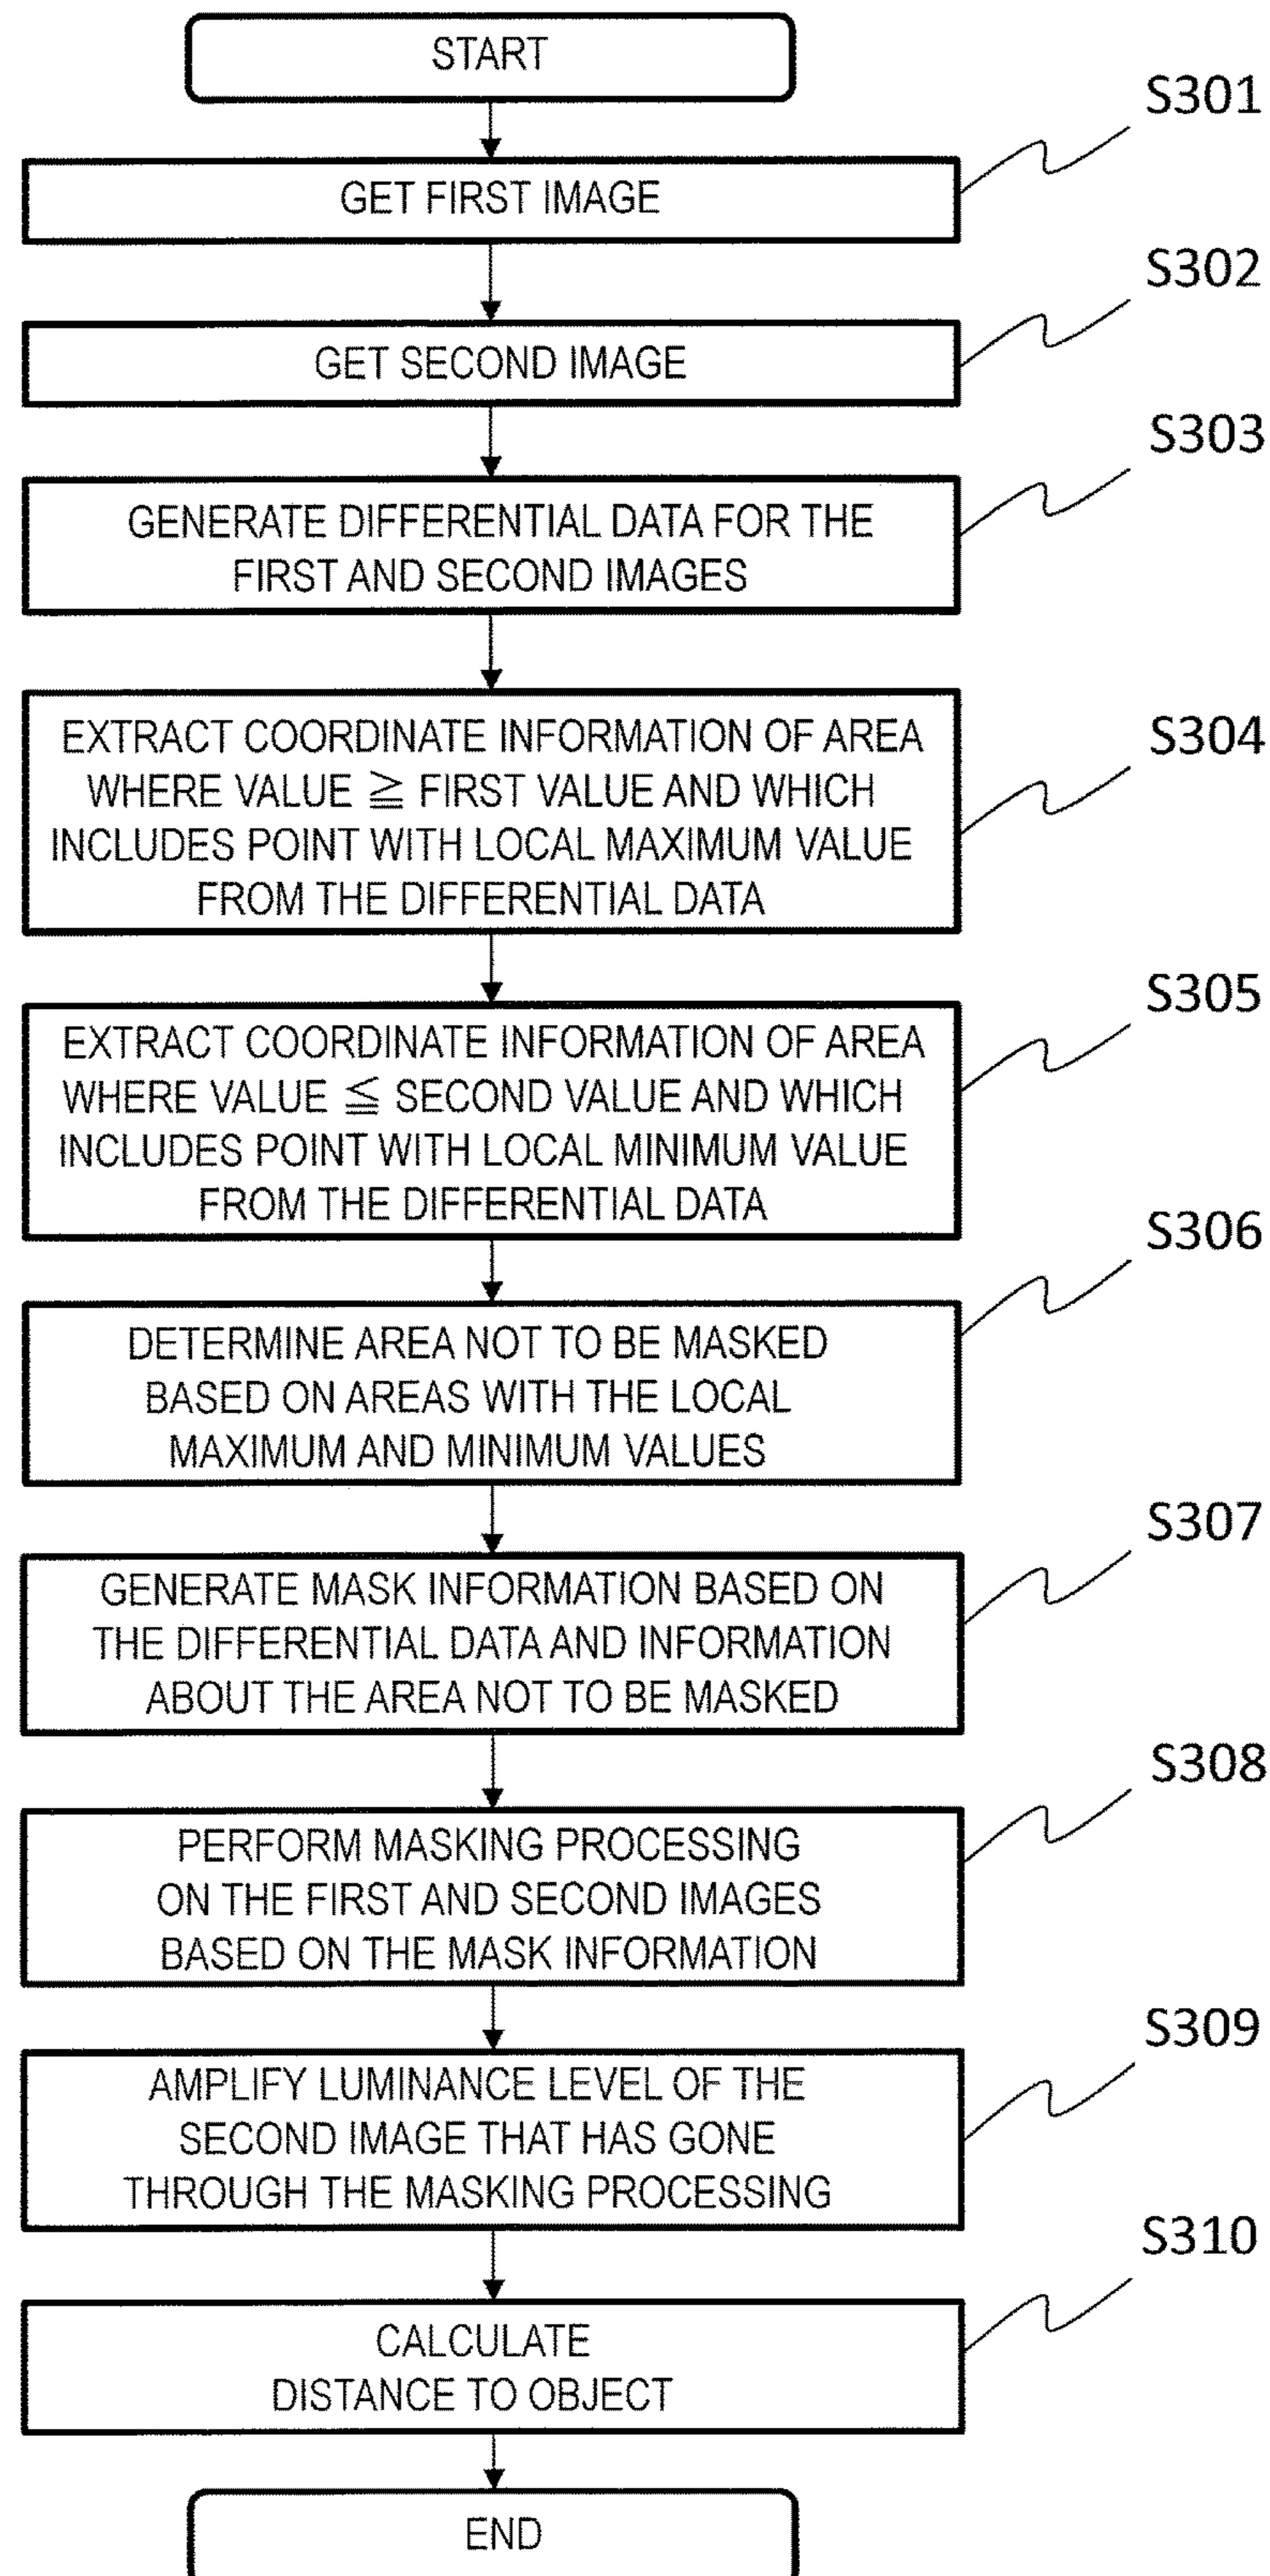 START
S301
GET FIRST IMAGE
S302
GET SECOND IMAGE
S303
GENERATE DIFFERENTIAL DATA FOR THE
FIRST AND SECOND IMAGES
S304
EXTRACT COORDINATE INFORMATION OF AREA
WHERE VALUE ≧ FIRST VALUE AND WHICH
INCLUDES POINT WITH LOCAL MAXIMUM VALUE
FROM THE DIFFERENTIAL DATA
S305
EXTRACT COORDINATE INFORMATION OF AREA
WHERE VALUE ≦ SECOND VALUE AND WHICH
INCLUDES POINT WITH LOCAL MINIMUM VALUE
FROM THE DIFFERENTIAL DATA
S306
DETERMINE AREA NOT TO BE MASKED
BASED ON AREAS WITH THE LOCAL
MAXIMUM AND MINIMUM VALUES
S307
GENERATE MASK INFORMATION BASED ON
THE DIFFERENTIAL DATA AND INFORMATION
ABOUT THE AREA NOT TO BE MASKED
S308
PERFORM MASKING PROCESSING
ON THE FIRST AND SECOND IMAGES
BASED ON THE MASK INFORMATION
S309
AMPLIFY LUMINANCE LEVEL OF THE
SECOND IMAGE THAT HAS GONE
THROUGH THE MASKING PROCESSING
S310
CALCULATE
DISTANCE TO OBJECT
END